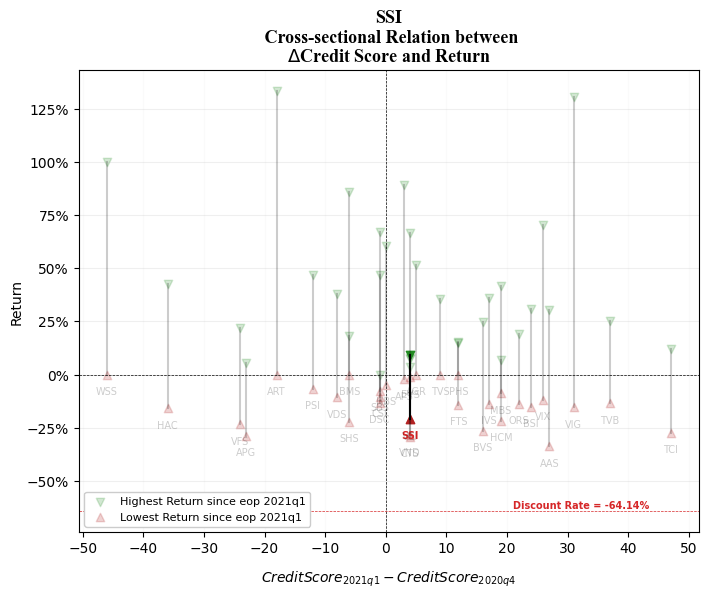 SSI
Cross-sectional Relation between
ΔCredit Score and Return
Return
125%
100%
75%
50%
25%
0%
−25%
−50%
WSS
HAC
VFS
APG
ART
PSI
VDS
BMS
SHS
DSC
SSI
VND
TVS
SPHS
FTS
BVS
IVS
MBS
HCM
ORS
BSI
VIX
AAS
VIG
TVB
TCI
Discount Rate = -64.14%
Highest Return since eop 2021q1
Lowest Return since eop 2021q1
−50
−40
−30
−20
−10
0
10
20
30
40
50
CreditScore2021q1 − CreditScore2020q4